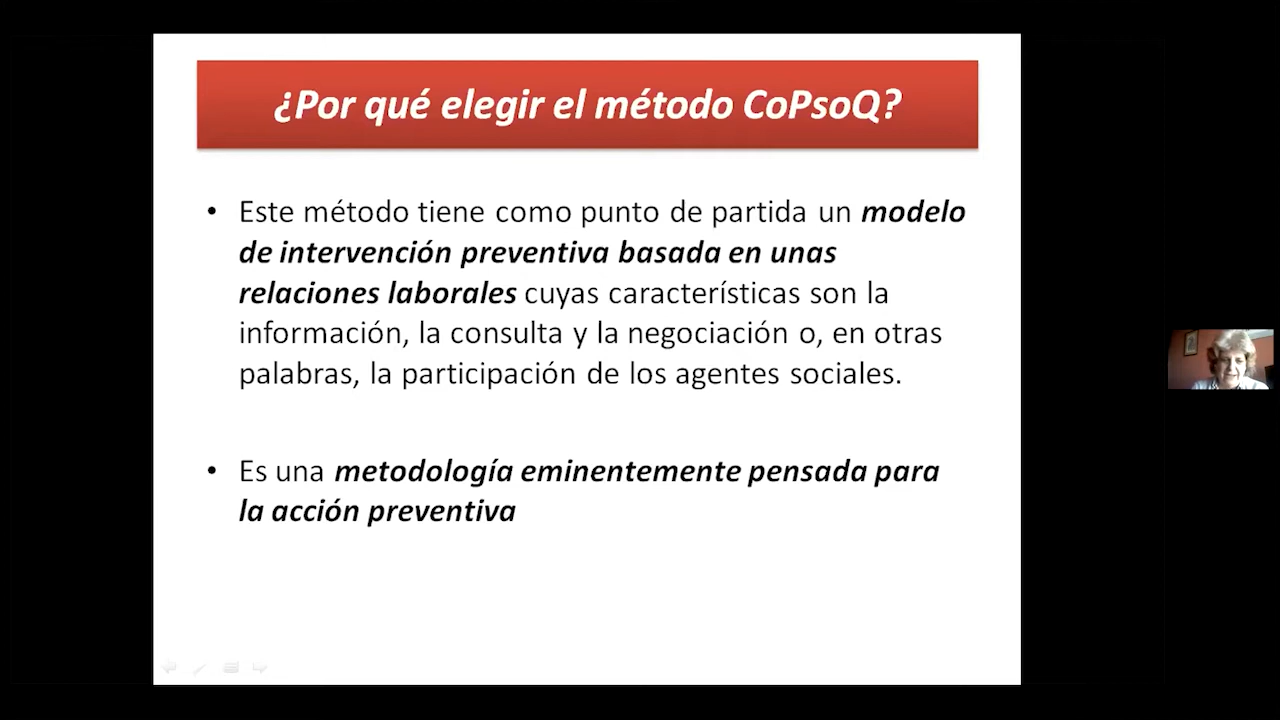 ¿Por qué elegir el método CoPsoQ?
• Este método tiene como punto de partida un modelo
de intervención preventiva basada en unas
relaciones laborales cuyas características son la
información, la consulta y la negociación o, en otras
palabras, la participación de los agentes sociales.
• Es una metodología eminentemente pensada para
la acción preventiva